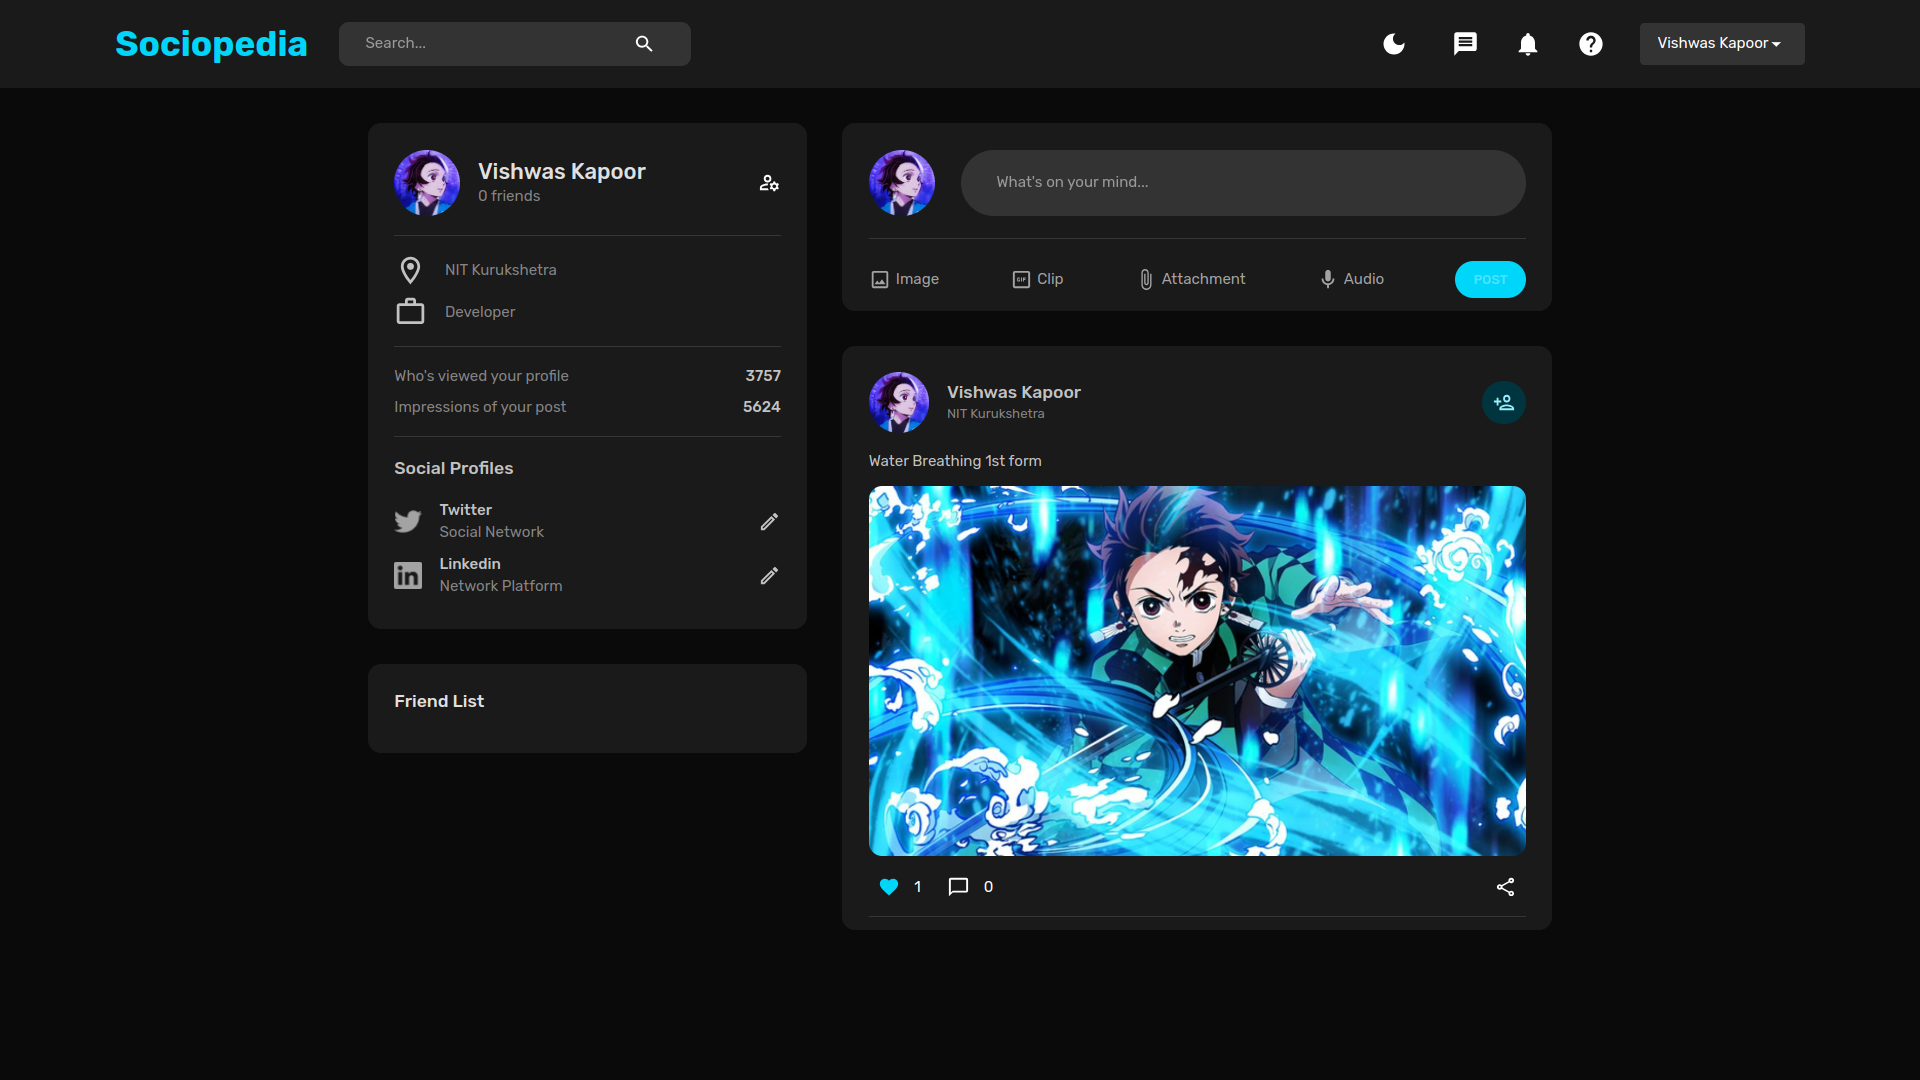 Sociopedia
Search...
Vishwas Kapoor
Vishwas Kapoor
0 friends
NIT Kurukshetra
Developer
Who's viewed your profile 3757
Impressions of your post 5624
Social Profiles
Twitter
Social Network
Linkedin
Network Platform
Friend List
What's on your mind...
Image Clip Attachment Audio POST
Vishwas Kapoor
NIT Kurukshetra
Water Breathing 1st form
1 0